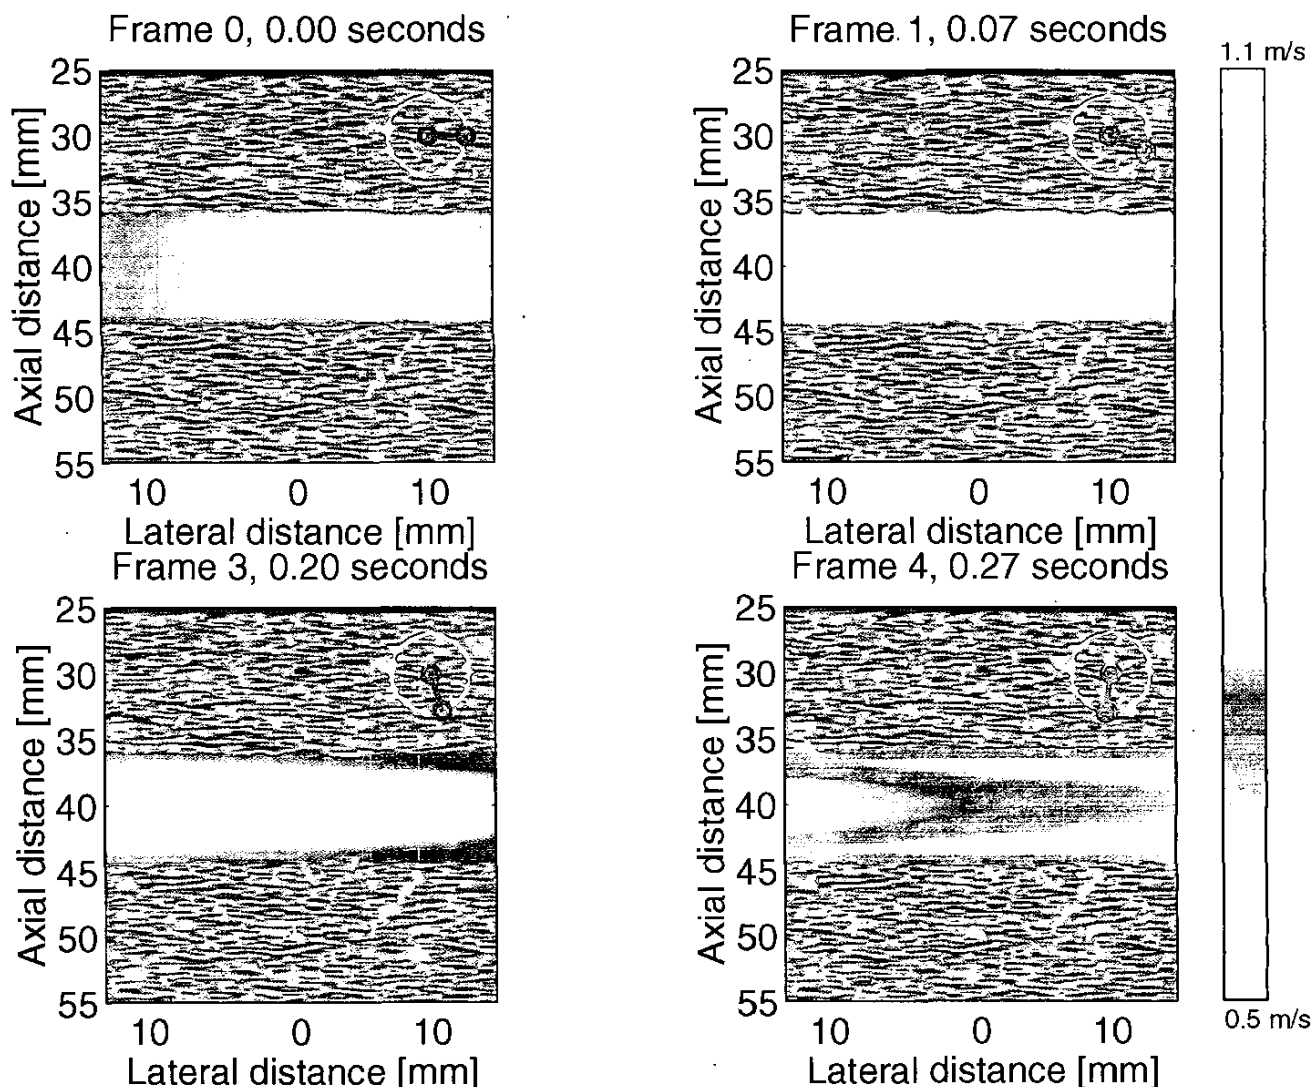 Frame 0, 0.00 seconds
25
30
35
40
45
50
55
Axial distance [mm]
10 0 10
Lateral distance [mm]
Frame 1, 0.07 seconds
25
30
35
40
45
50
55
Axial distance [mm]
10 0 10
Lateral distance [mm]
1.1 m/s
0.5 m/s
Frame 3, 0.20 seconds
25
30
35
40
45
50
55
Axial distance [mm]
10 0 10
Lateral distance [mm]
Frame 4, 0.27 seconds
25
30
35
40
45
50
55
Axial distance [mm]
10 0 10
Lateral distance [mm]